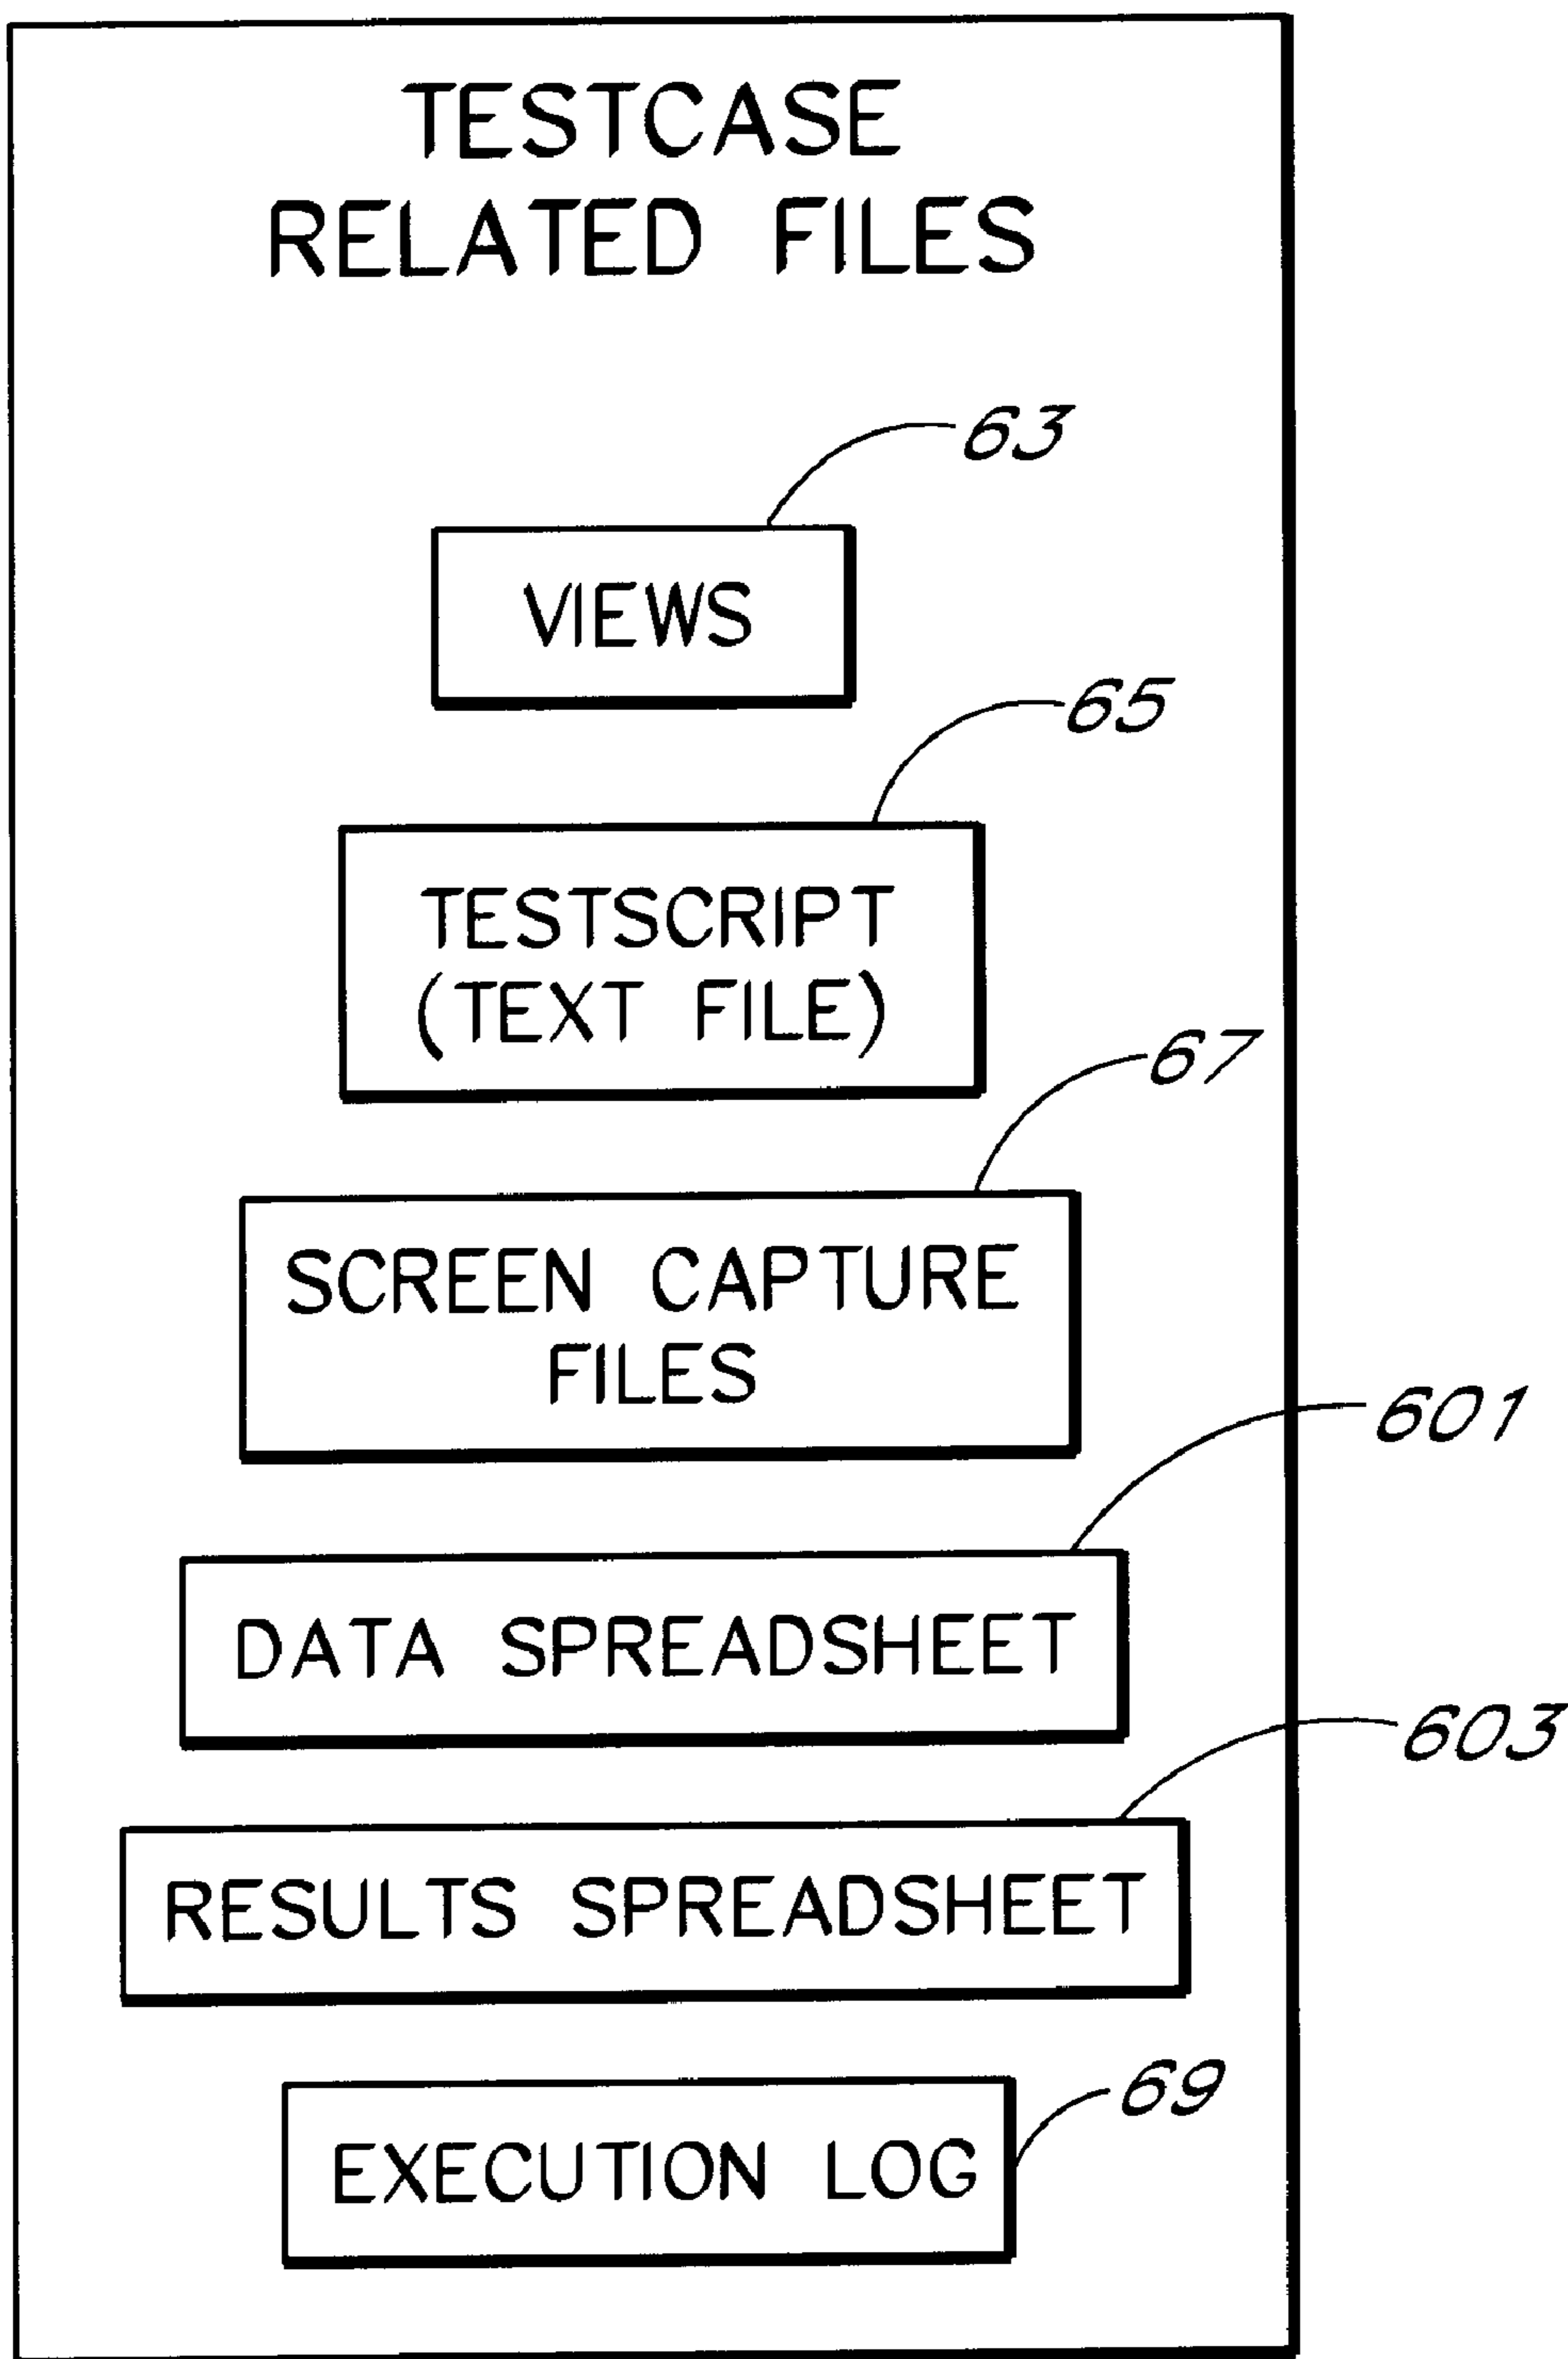 TESTCASE
RELATED FILES
63
VIEWS
65
TESTSCRIPT
(TEXT FILE)
67
SCREEN CAPTURE
FILES
601
DATA SPREADSHEET
603
RESULTS SPREADSHEET
69
EXECUTION LOG